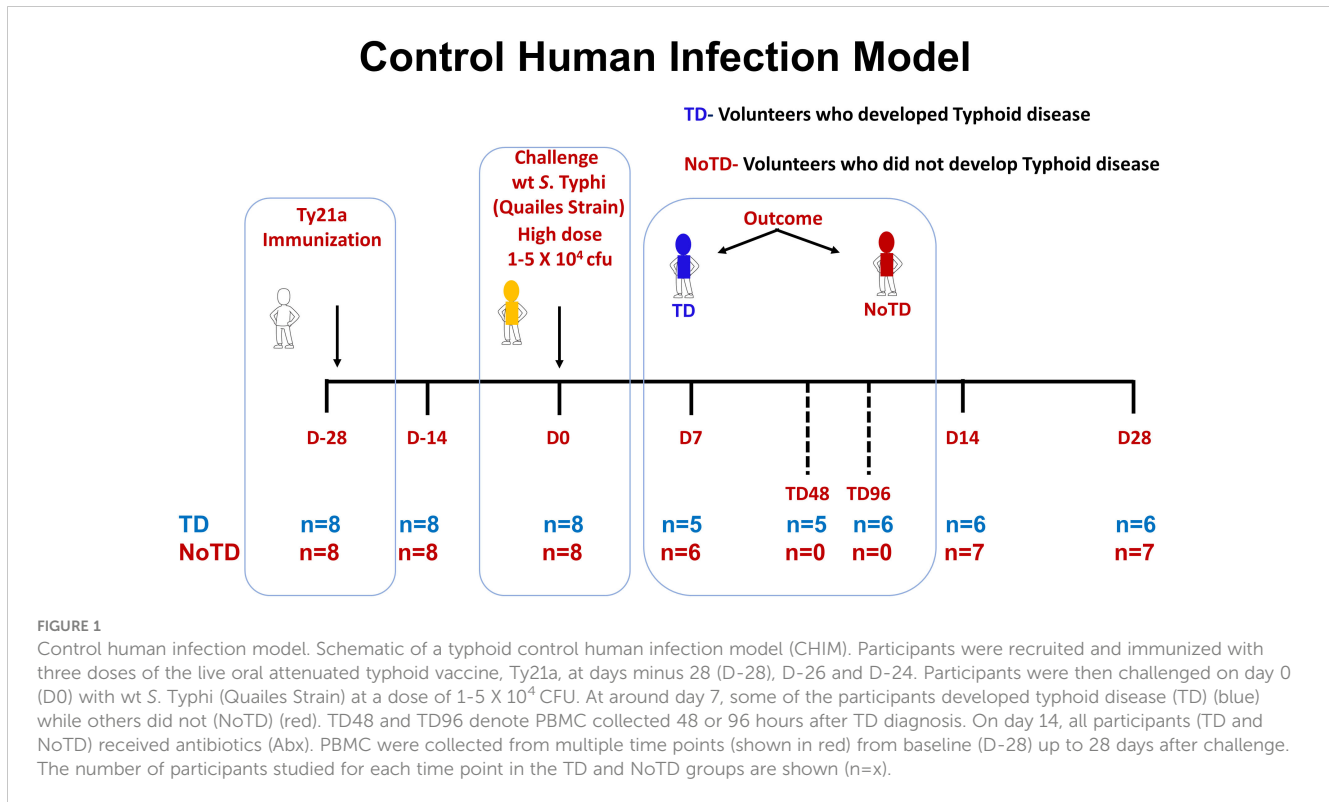 Control Human Infection Model
TD- Volunteers who developed Typhoid disease
NoTD- Volunteers who did not develop Typhoid disease
Ty21a
Immunization
Challenge
wt S. Typhi
(Quailes Strain)
High dose
1-5 X 10⁴ cfu
Outcome
TD
NoTD
D-28
D-14
D0
D7
D14
D28
TD48
TD96
TD n=8 n=8 n=8 n=5 n=5 n=6 n=6 n=6
NoTD n=8 n=8 n=8 n=6 n=0 n=0 n=7 n=7
FIGURE 1
Control human infection model. Schematic of a typhoid control human infection model (CHIM). Participants were recruited and immunized with
three doses of the live oral attenuated typhoid vaccine, Ty21a, at days minus 28 (D-28), D-26 and D-24. Participants were then challenged on day 0
(D0) with wt S. Typhi (Quailes Strain) at a dose of 1-5 X 10⁴ CFU. At around day 7, some of the participants developed typhoid disease (TD) (blue)
while others did not (NoTD) (red). TD48 and TD96 denote PBMC collected 48 or 96 hours after TD diagnosis. On day 14, all participants (TD and
NoTD) received antibiotics (Abx). PBMC were collected from multiple time points (shown in red) from baseline (D-28) up to 28 days after challenge.
The number of participants studied for each time point in the TD and NoTD groups are shown (n=x).